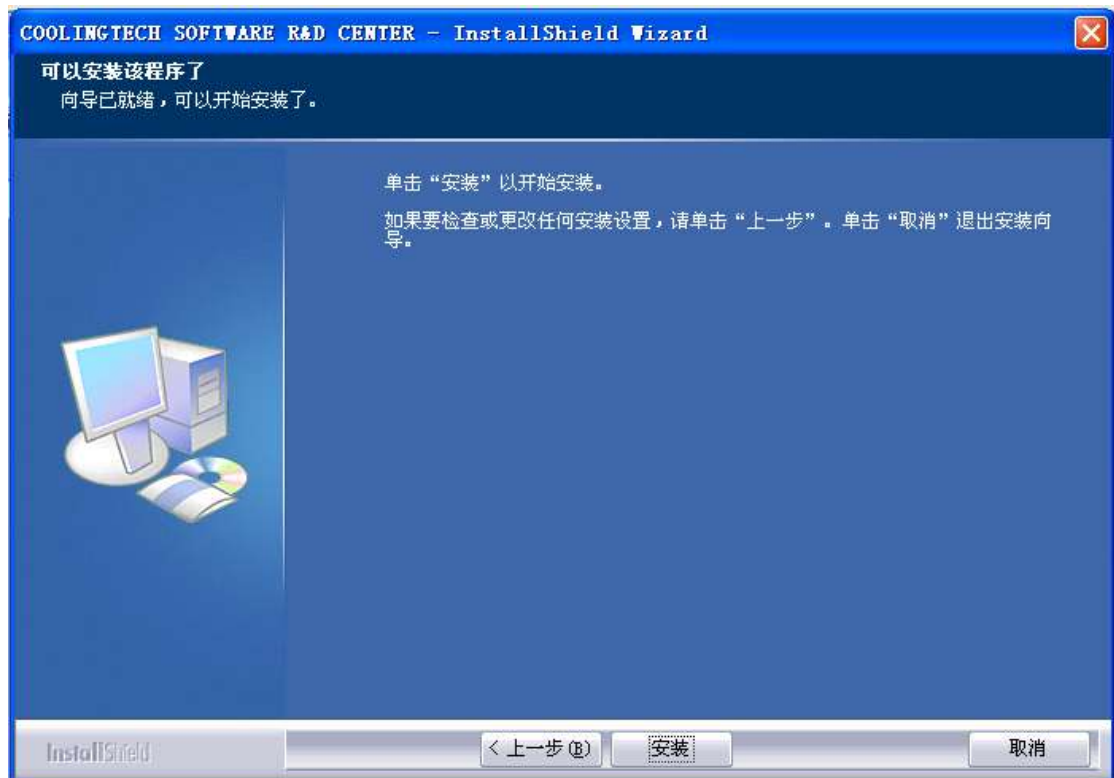 COOLINGTECH SOFTWARE R&D CENTER - InstallShield Wizard
可以安装该程序了
向导已就绪，可以开始安装了。
单击“安装”以开始安装。
如果要检查或更改任何安装设置，请单击“上一步”。单击“取消”退出安装向
导。
InstallShield
< 上一步(B)
安装
取消